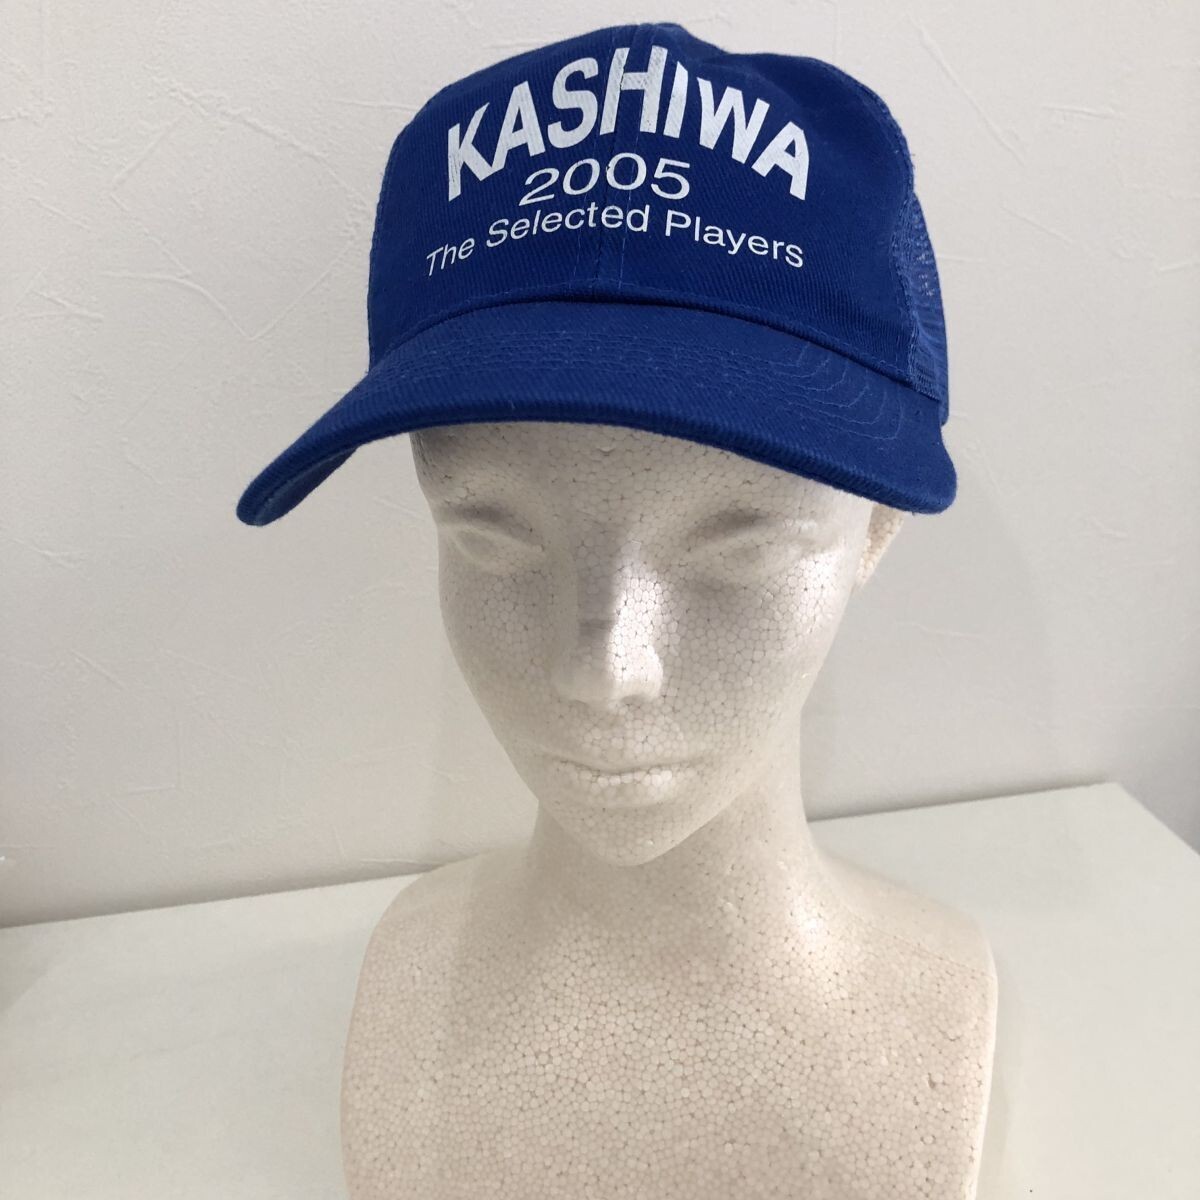 KASHIWA
2005
The Selected Players